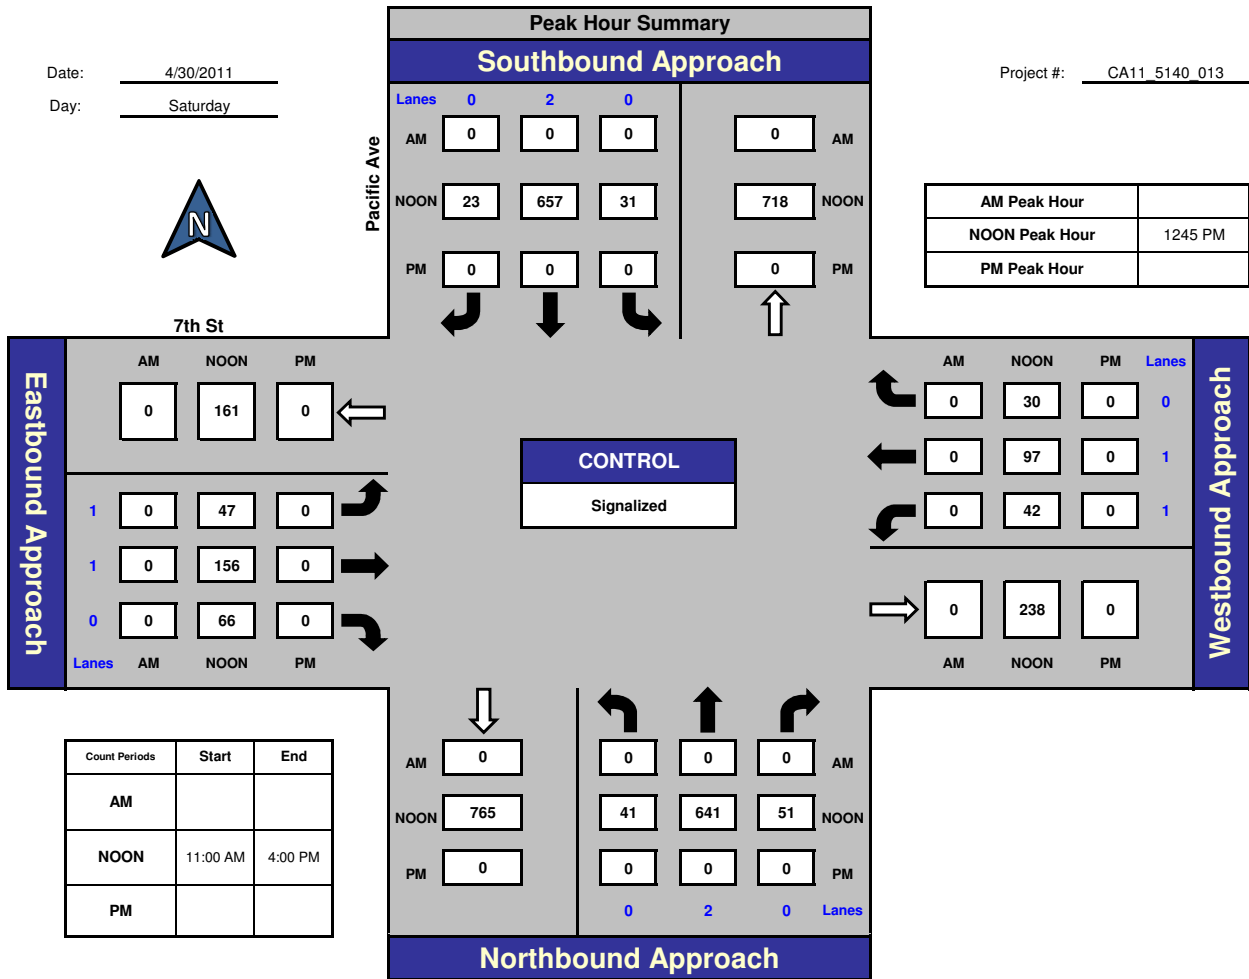 Peak Hour Summary
Southbound Approach
Date: 4/30/2011
Day: Saturday
Project #: CA11_5140_013
N
Pacific Ave
Lanes 0 2 0
AM 0 0 0 0 AM
NOON 23 657 31 718 NOON
PM 0 0 0 0 PM
AM Peak Hour
NOON Peak Hour 1245 PM
PM Peak Hour
7th St
Eastbound Approach
AM NOON PM
0 161 0
1 0 47 0
1 0 156 0
0 0 66 0
Lanes AM NOON PM
CONTROL
Signalized
AM NOON PM Lanes
0 30 0 0
0 97 0 1
0 42 0 1
0 238 0
AM NOON PM
Westbound Approach
Count Periods Start End
AM
NOON 11:00 AM 4:00 PM
PM
AM 0 0 0 0 AM
NOON 765 41 641 51 NOON
PM 0 0 0 0 PM
0 2 0 Lanes
Northbound Approach